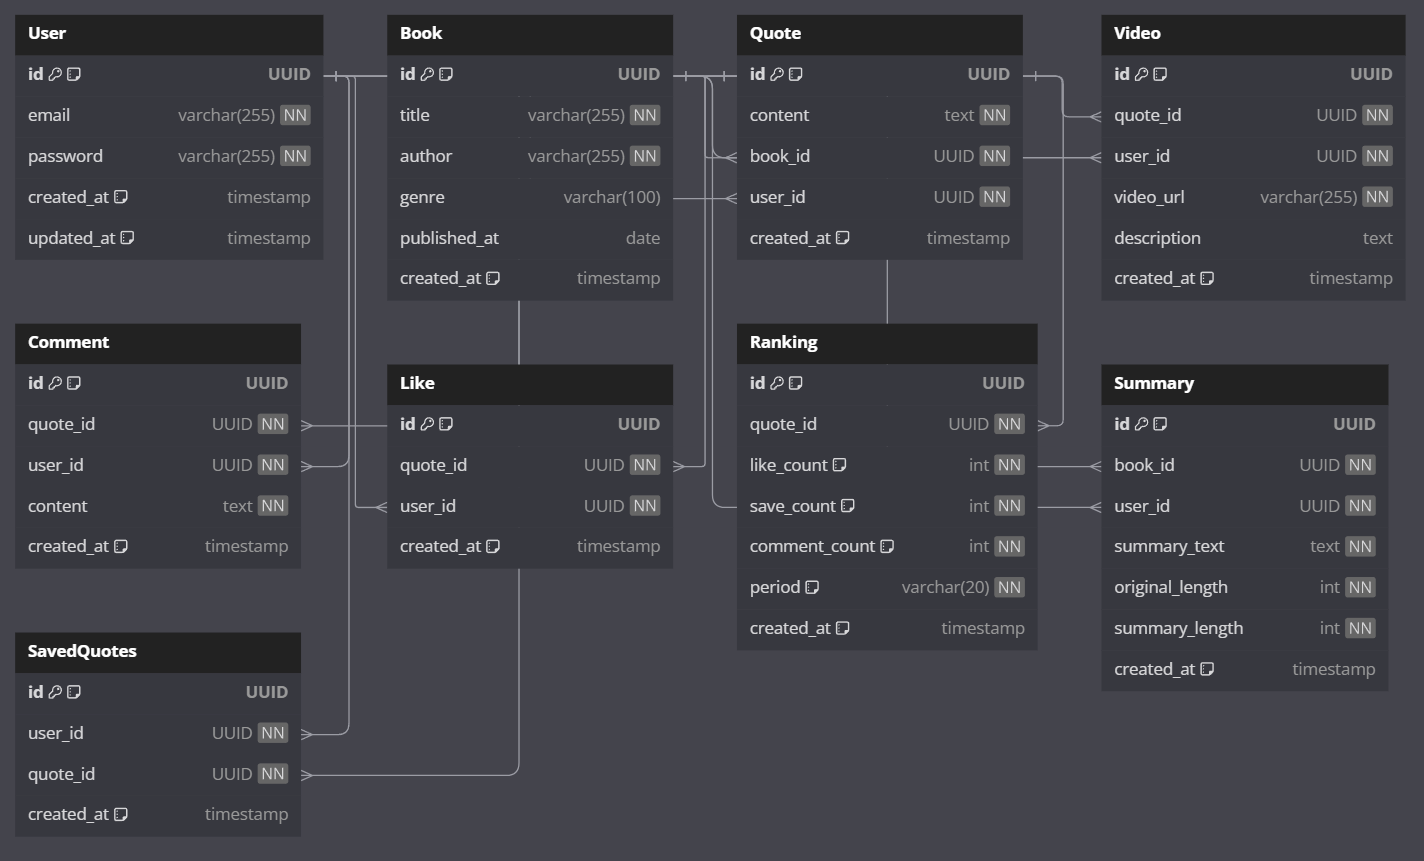 User
id UUID
email varchar(255) NN
password varchar(255) NN
created_at timestamp
updated_at timestamp
Book
id UUID
title varchar(255) NN
author varchar(255) NN
genre varchar(100)
published_at date
created_at timestamp
Quote
id UUID
content text NN
book_id UUID NN
user_id UUID NN
created_at timestamp
Video
id UUID
quote_id UUID NN
user_id UUID NN
video_url varchar(255) NN
description text
created_at timestamp
Comment
id UUID
quote_id UUID NN
user_id UUID NN
content text NN
created_at timestamp
Like
id UUID
quote_id UUID NN
user_id UUID NN
created_at timestamp
Ranking
id UUID
quote_id UUID NN
like_count int NN
save_count int NN
comment_count int NN
period varchar(20) NN
created_at timestamp
Summary
id UUID
book_id UUID NN
user_id UUID NN
summary_text text NN
original_length int NN
summary_length int NN
created_at timestamp
SavedQuotes
id UUID
user_id UUID NN
quote_id UUID NN
created_at timestamp